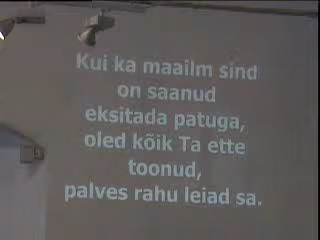 Kui ka maailm sind
on saanud
eksitada patuga,
oled kõik Ta ette
toonud,
palves rahu leiad sa.